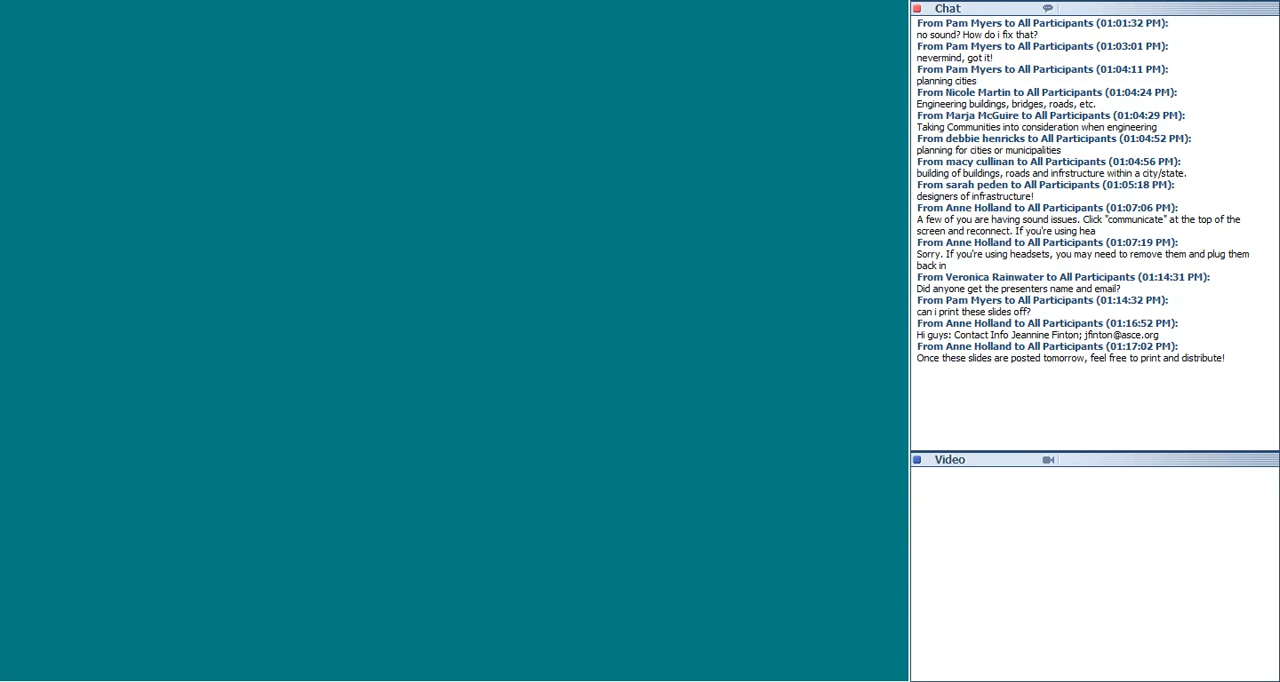 Chat
From Pam Myers to All Participants (01:01:32 PM):
no sound? How do i fix that?
From Pam Myers to All Participants (01:03:01 PM):
nevermind, got it!
From Pam Myers to All Participants (01:04:11 PM):
planning cities
From Nicole Martin to All Participants (01:04:24 PM):
Engineering buildings, bridges, roads, etc.
From Marja McGuire to All Participants (01:04:29 PM):
Taking Communities into consideration when engineering
From debbie henricks to All Participants (01:04:52 PM):
planning for cities or municipalities
From macy cullinan to All Participants (01:04:56 PM):
building of buildings, roads and infrstructure within a city/state.
From sarah peden to All Participants (01:05:18 PM):
designers of infrastructure!
From Anne Holland to All Participants (01:07:06 PM):
A few of you are having sound issues. Click "communicate" at the top of the
screen and reconnect. If you're using hea
From Anne Holland to All Participants (01:07:19 PM):
Sorry. If you're using headsets, you may need to remove them and plug them
back in
From Veronica Rainwater to All Participants (01:14:31 PM):
Did anyone get the presenters name and email?
From Pam Myers to All Participants (01:14:32 PM):
can i print these slides off?
From Anne Holland to All Participants (01:16:52 PM):
Hi guys: Contact Info Jeannine Finton; jfinton@asce.org
From Anne Holland to All Participants (01:17:02 PM):
Once these slides are posted tomorrow, feel free to print and distribute!
Video